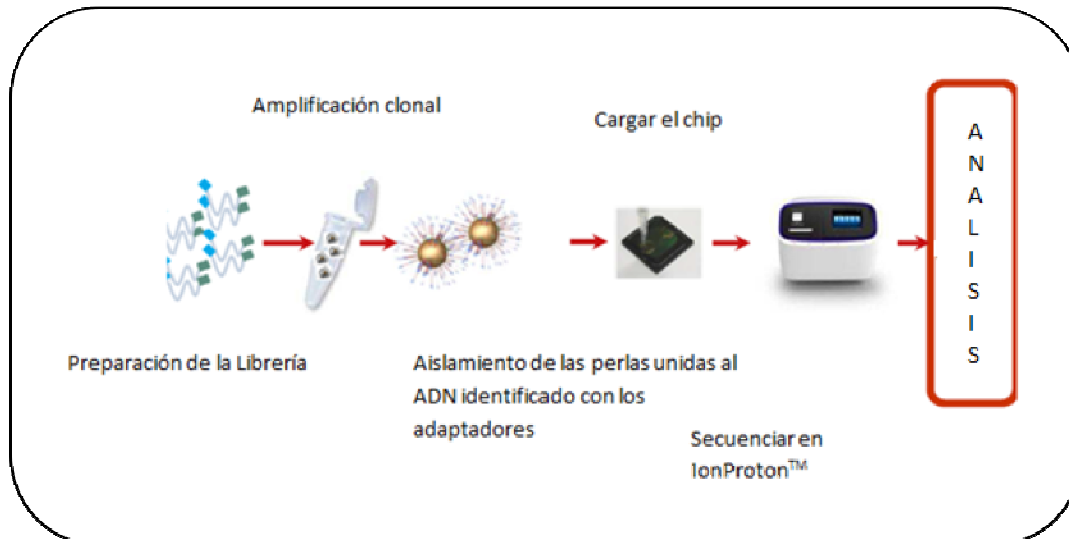 Amplificación clonal
Cargar el chip
Preparación de la Librería
Aislamiento de las perlas unidas al
ADN identificado con los
adaptadores
Secuenciar en
IonProton™
A
N
A
L
I
S
I
S